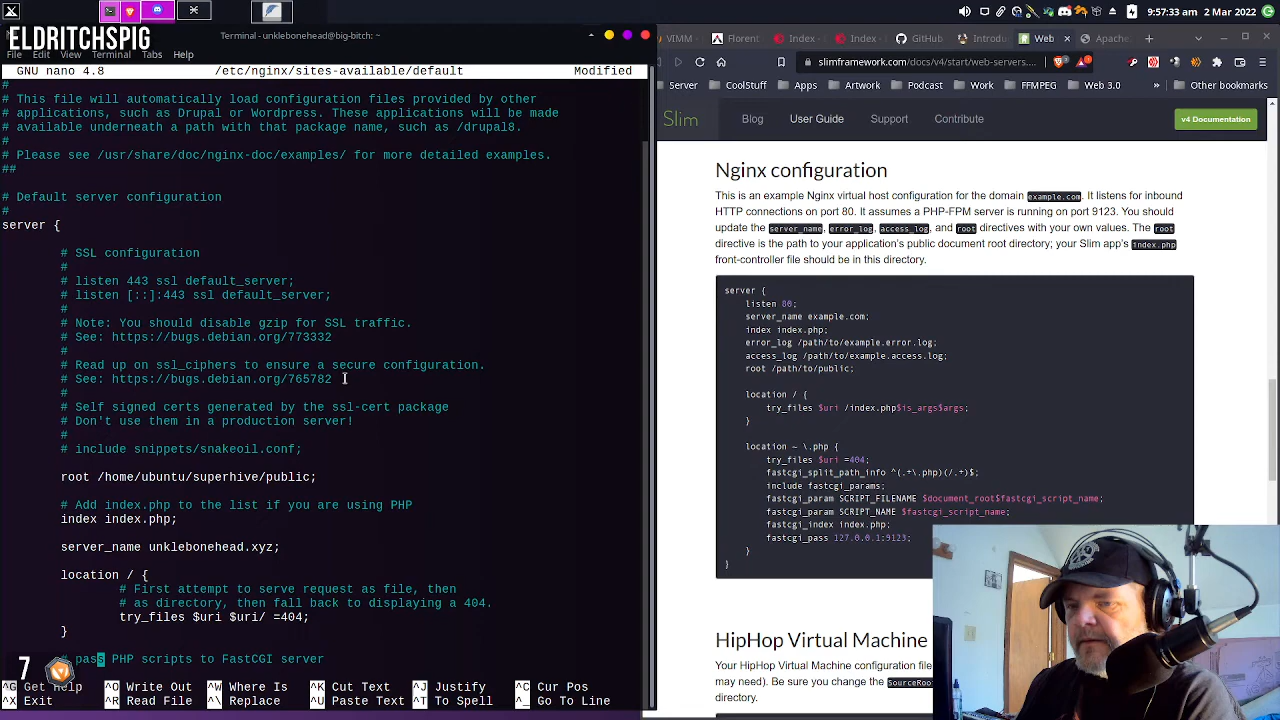 9:57:33 am 2 Mar 2022
ELDRITCHSPIG
Terminal - unklebonehead@big-bitch: ~
File Edit View Terminal Tabs Help
GNU nano 4.8 /etc/nginx/sites-available/default Modified
#
# This file will automatically load configuration files provided by other
# applications, such as Drupal or Wordpress. These applications will be made
# available underneath a path with that package name, such as /drupal8.
#
# Please see /usr/share/doc/nginx-doc/examples/ for more detailed examples.
##
# Default server configuration
#
server {
# SSL configuration
#
# listen 443 ssl default_server;
# listen [::]:443 ssl default_server;
#
# Note: You should disable gzip for SSL traffic.
# See: https://bugs.debian.org/773332
#
# Read up on ssl_ciphers to ensure a secure configuration.
# See: https://bugs.debian.org/765782
#
# Self signed certs generated by the ssl-cert package
# Don't use them in a production server!
#
# include snippets/snakeoil.conf;
root /home/ubuntu/superhive/public;
# Add index.php to the list if you are using PHP
index index.php;
server_name unklebonehead.xyz;
location / {
# First attempt to serve request as file, then
# as directory, then fall back to displaying a 404.
try_files $uri $uri/ =404;
}
# pass PHP scripts to FastCGI server
7
^G Get Help ^O Write Out ^W Where Is ^K Cut Text ^J Justify ^C Cur Pos
^X Exit ^R Read File ^\ Replace ^U Paste Text ^T To Spell ^_ Go To Line
VIMM Florent Index - Index - GitHub Introdu Web Apache
slimframework.com/docs/v4/start/web-servers....
CoolStuff Apps Artwork Podcast Work FFMPEG Web 3.0 » Other bookmarks
Slim Blog User Guide Support Contribute v4 Documentation
Nginx configuration
This is an example Nginx virtual host configuration for the domain example.com. It listens for inbound
HTTP connections on port 80. It assumes a PHP-FPM server is running on port 9123. You should
update the server_name, error_log, access_log, and root directives with your own values. The root
directive is the path to your application's public document root directory; your Slim app's index.php
front-controller file should be in this directory.
server {
listen 80;
server_name example.com;
index index.php;
error_log /path/to/example.error.log;
access_log /path/to/example.access.log;
root /path/to/public;
location / {
try_files $uri /index.php$is_args$args;
}
location ~ \.php {
try_files $uri =404;
fastcgi_split_path_info ^(.+\.php)(/.+)$;
include fastcgi_params;
fastcgi_param SCRIPT_FILENAME $document_root$fastcgi_script_name;
fastcgi_param SCRIPT_NAME $fastcgi_script_name;
fastcgi_index index.php;
fastcgi_pass 127.0.0.1:9123;
}
}
HipHop Virtual Machine
Your HipHop Virtual Machine configuration file
may need). Be sure you change the SourceRoo
directory.